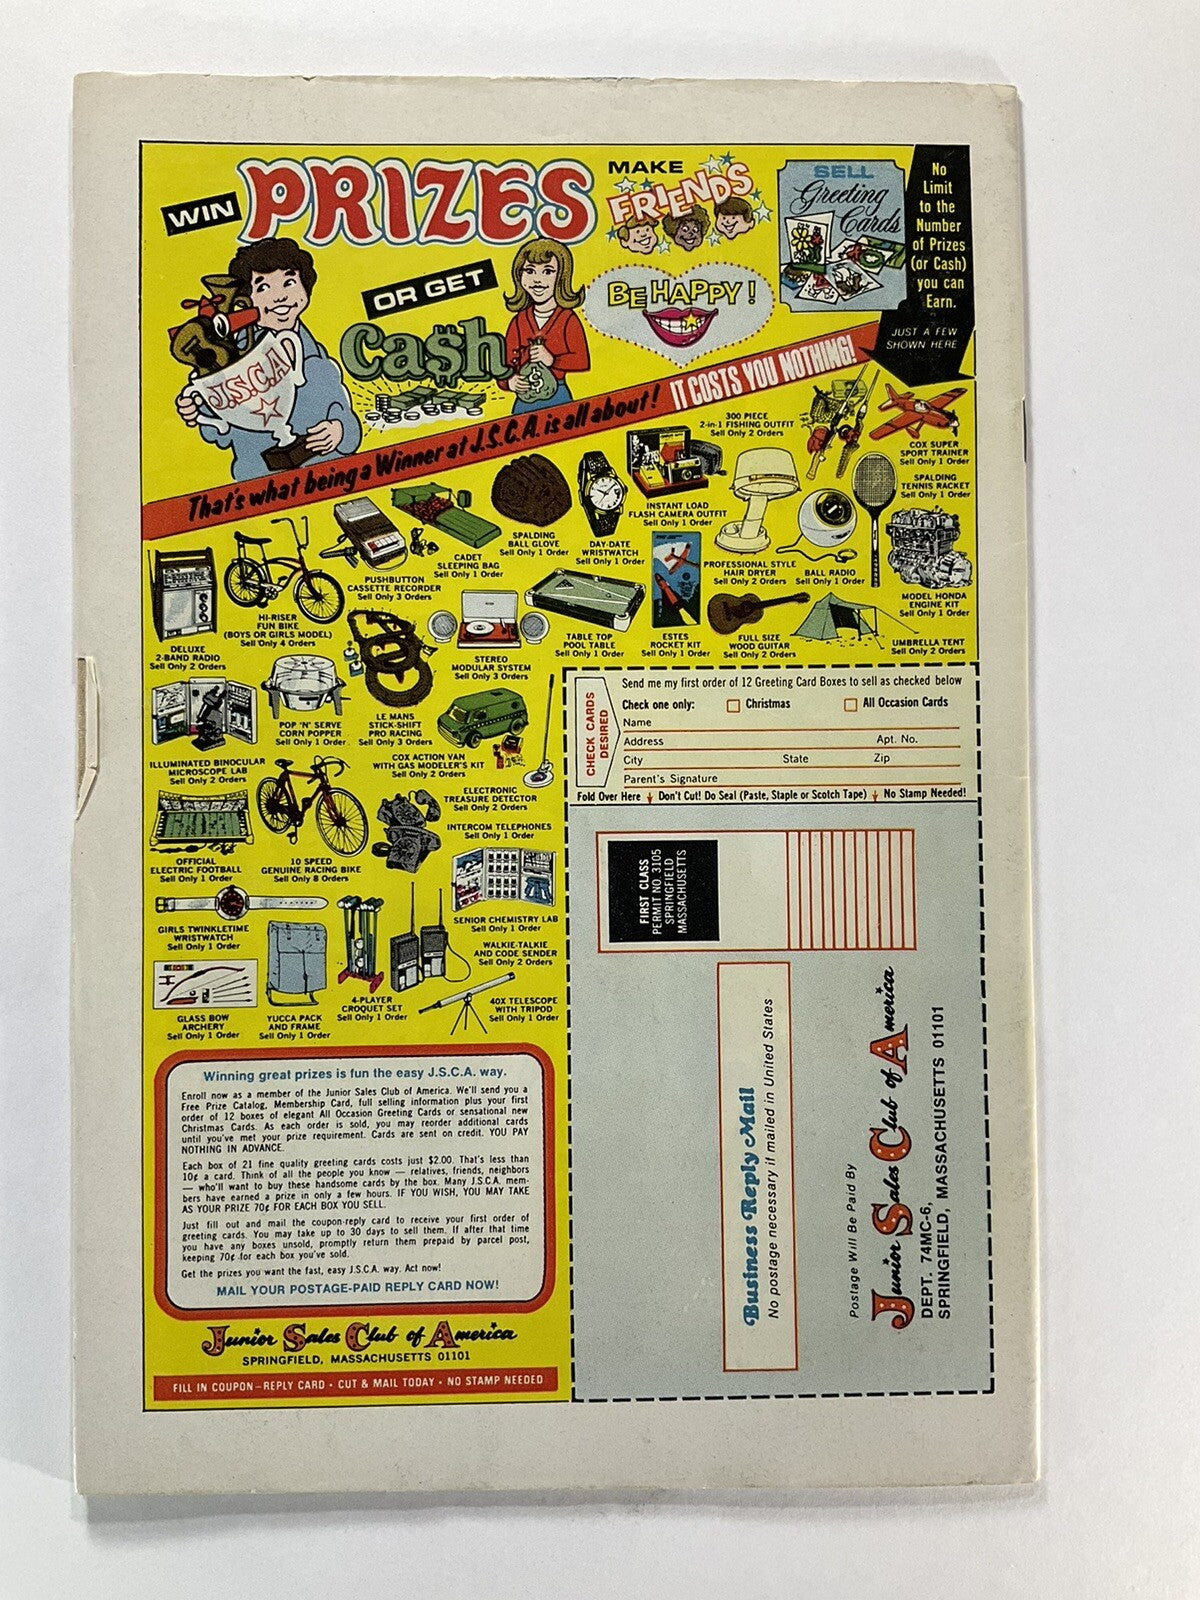 WIN PRIZES
MAKE
FRIENDS
SELL
Greeting
Cards
No
Limit
to the
Number
of Prizes
(or Cash)
you can
Earn.
JUST A FEW
SHOWN HERE
OR GET
Ca$h
$
BE HAPPY!
J.S.C.A.
That's what being a Winner at J.S.C.A. is all about! IT COSTS YOU NOTHING!
300 PIECE
2-in-1 FISHING OUTFIT
Sell Only 2 Orders
COX SUPER
SPORT TRAINER
Sell Only 1 Order
SPALDING
TENNIS RACKET
Sell Only 1 Order
INSTANT LOAD
FLASH CAMERA OUTFIT
Sell Only 1 Order
SPALDING
BALL GLOVE
Sell Only 1 Order
DAY-DATE
WRISTWATCH
Sell Only 1 Order
CADET
SLEEPING BAG
Sell Only 1 Order
PUSHBUTTON
CASSETTE RECORDER
Sell Only 3 Orders
PROFESSIONAL STYLE
HAIR DRYER
Sell Only 2 Orders
BALL RADIO
Sell Only 1 Order
MODEL HONDA
ENGINE KIT
Sell Only 1 Order
HI-RISER
FUN BIKE
(BOYS OR GIRLS MODEL)
Sell Only 4 Orders
DELUXE
2-BAND RADIO
Sell Only 2 Orders
STEREO
MODULAR SYSTEM
Sell Only 3 Orders
TABLE TOP
POOL TABLE
Sell Only 1 Order
ESTES
ROCKET KIT
Sell Only 1 Order
FULL SIZE
WOOD GUITAR
Sell Only 2 Orders
UMBRELLA TENT
Sell Only 2 Orders
POP 'N' SERVE
CORN POPPER
Sell Only 1 Order
LE MANS
STICK-SHIFT
PRO RACING
Sell Only 3 Orders
COX ACTION VAN
WITH GAS MODELER'S KIT
Sell Only 2 Orders
ILLUMINATED BINOCULAR
MICROSCOPE LAB
Sell Only 2 Orders
ELECTRONIC
TREASURE DETECTOR
Sell Only 2 Orders
INTERCOM TELEPHONES
Sell Only 1 Order
OFFICIAL
ELECTRIC FOOTBALL
Sell Only 1 Order
10 SPEED
GENUINE RACING BIKE
Sell Only 8 Orders
SENIOR CHEMISTRY LAB
Sell Only 1 Order
GIRLS TWINKLETIME
WRISTWATCH
Sell Only 1 Order
WALKIE-TALKIE
AND CODE SENDER
Sell Only 2 Orders
GLASS BOW
ARCHERY
Sell Only 1 Order
YUCCA PACK
AND FRAME
Sell Only 1 Order
4-PLAYER
CROQUET SET
Sell Only 1 Order
40X TELESCOPE
WITH TRIPOD
Sell Only 1 Order
Winning great prizes is fun the easy J.S.C.A. way.
Enroll now as a member of the Junior Sales Club of America. We'll send you a
Free Prize Catalog, Membership Card, full selling information plus your first
order of 12 boxes of elegant All Occasion Greeting Cards or sensational new
Christmas Cards. As each order is sold, you may reorder additional cards
until you've met your prize requirement. Cards are sent on credit. YOU PAY
NOTHING IN ADVANCE.
Each box of 21 fine quality greeting cards costs just $2.00. That's less than
10¢ a card. Think of all the people you know — relatives, friends, neighbors
— who'll want to buy these handsome cards by the box. Many J.S.C.A. mem-
bers have earned a prize in only a few hours. IF YOU WISH, YOU MAY TAKE
AS YOUR PRIZE 70¢ FOR EACH BOX YOU SELL.
Just fill out and mail the coupon-reply card to receive your first order of
greeting cards. You may take up to 30 days to sell them. If after that time
you have any boxes unsold, promptly return them prepaid by parcel post,
keeping 70¢ for each box you've sold.
Get the prizes you want the fast, easy J.S.C.A. way. Act now!
MAIL YOUR POSTAGE-PAID REPLY CARD NOW!
Junior Sales Club of America
SPRINGFIELD, MASSACHUSETTS 01101
FILL IN COUPON–REPLY CARD • CUT & MAIL TODAY • NO STAMP NEEDED
CHECK CARDS
DESIRED
Send me my first order of 12 Greeting Card Boxes to sell as checked below
Check one only: Christmas All Occasion Cards
Name
Address Apt. No.
City State Zip
Parent's Signature
Fold Over Here Don't Cut! Do Seal (Paste, Staple or Scotch Tape) No Stamp Needed!
FIRST CLASS
PERMIT NO. 3105
SPRINGFIELD
MASSACHUSETTS
Business Reply Mail
No postage necessary if mailed in United States
Postage Will Be Paid By
Junior Sales Club of America
DEPT. 74MC-6,
SPRINGFIELD, MASSACHUSETTS 01101